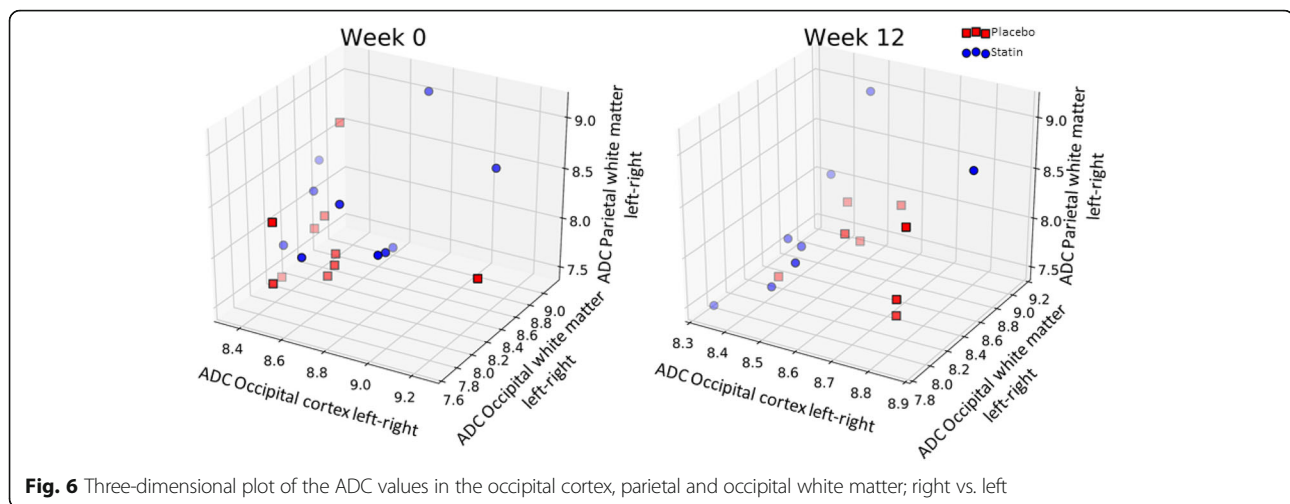 Week 0
Week 12
Placebo
Statin
9.0
8.5
8.0
7.5
ADC Parietal white matter
left-right
8.4
8.6
8.8
9.0
9.2
ADC Occipital cortex left-right
7.6
7.8
8.0
8.2
8.4
8.6
8.8
9.0
ADC Occipital white matter
left-right
9.0
8.5
8.0
7.5
ADC Parietal white matter
left-right
8.3
8.4
8.5
8.6
8.7
8.8
8.9
ADC Occipital cortex left-right
7.8
8.0
8.2
8.4
8.6
8.8
9.0
9.2
ADC Occipital white matter
left-right
Fig. 6 Three-dimensional plot of the ADC values in the occipital cortex, parietal and occipital white matter; right vs. left